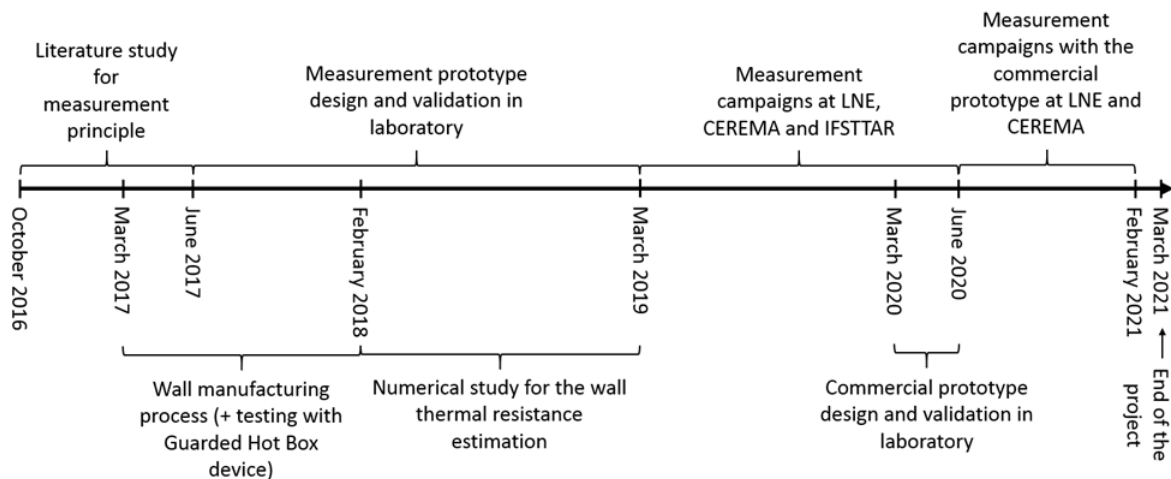 Literature study
for
measurement
principle
Measurement prototype
design and validation in
laboratory
Measurement
campaigns at LNE,
CEREMA and IFSTTAR
Measurement
campaigns with the
commercial
prototype at LNE and
CEREMA
October 2016
March 2017
June 2017
February 2018
March 2019
March 2020
June 2020
February 2021
March 2021
End of the
project
Wall manufacturing
process (+ testing with
Guarded Hot Box
device)
Numerical study for the wall
thermal resistance
estimation
Commercial prototype
design and validation in
laboratory